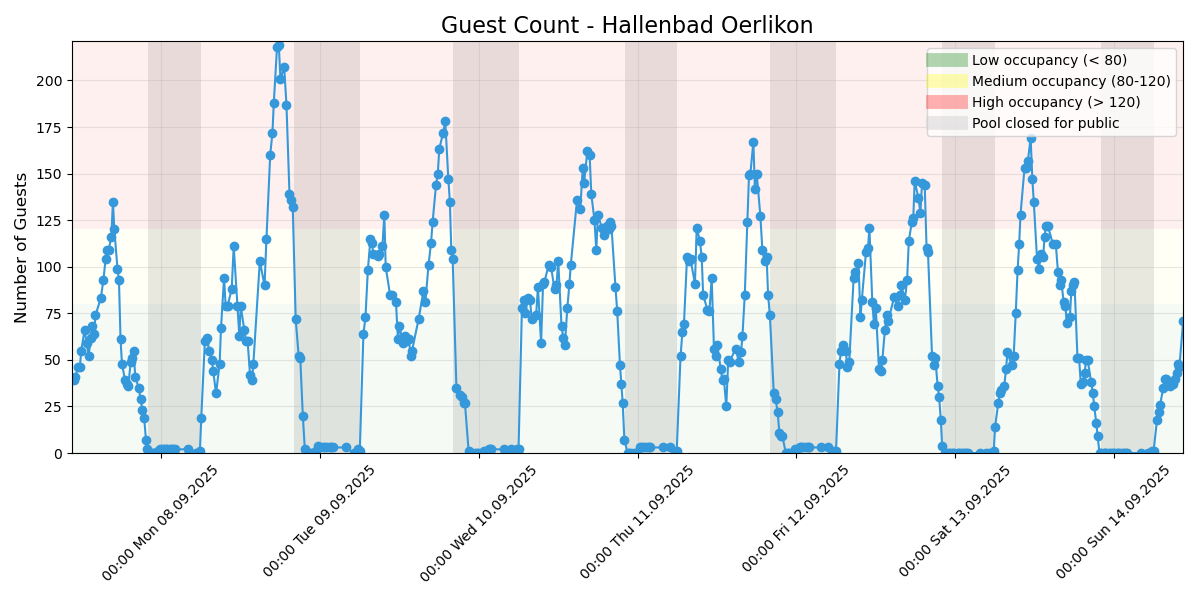 Guest Count - Hallenbad Oerlikon
Number of Guests
200
175
150
125
100
75
50
25
0
Low occupancy (< 80)
Medium occupancy (80-120)
High occupancy (> 120)
Pool closed for public
00:00 Mon 08.09.2025
00:00 Tue 09.09.2025
00:00 Wed 10.09.2025
00:00 Thu 11.09.2025
00:00 Fri 12.09.2025
00:00 Sat 13.09.2025
00:00 Sun 14.09.2025